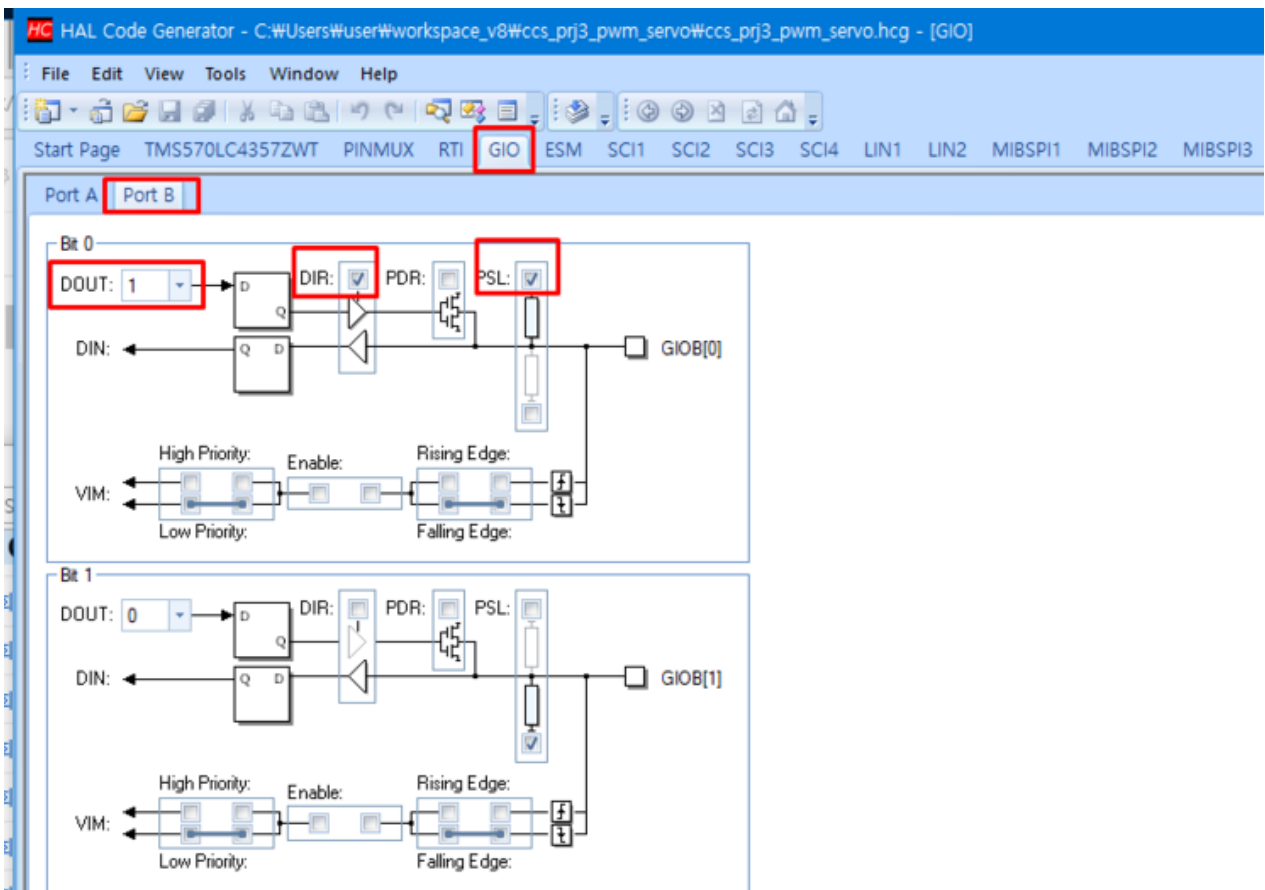 HC HAL Code Generator - C:₩Users₩user₩workspace_v8₩ccs_prj3_pwm_servo₩ccs_prj3_pwm_servo.hcg - [GIO]
File Edit View Tools Window Help
Start Page TMS570LC4357ZWT PINMUX RTI GIO ESM SCI1 SCI2 SCI3 SCI4 LIN1 LIN2 MIBSPI1 MIBSPI2 MIBSPI3
Port A Port B
Bit 0
DOUT: 1 D Q DIR: PDR: PSL:
DIN: Q D GIOB[0]
High Priority: Enable: Rising Edge:
VIM:
Low Priority: Falling Edge:
Bit 1
DOUT: 0 D Q DIR: PDR: PSL:
DIN: Q D GIOB[1]
High Priority: Enable: Rising Edge:
VIM:
Low Priority: Falling Edge: